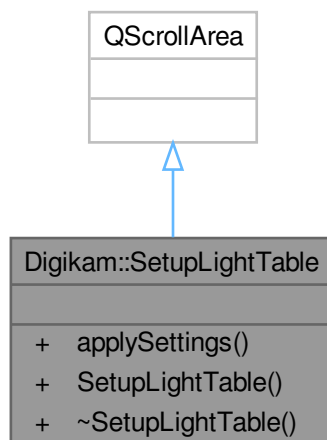 QScrollArea
Digikam::SetupLightTable
+ applySettings()
+ SetupLightTable()
+ ~SetupLightTable()